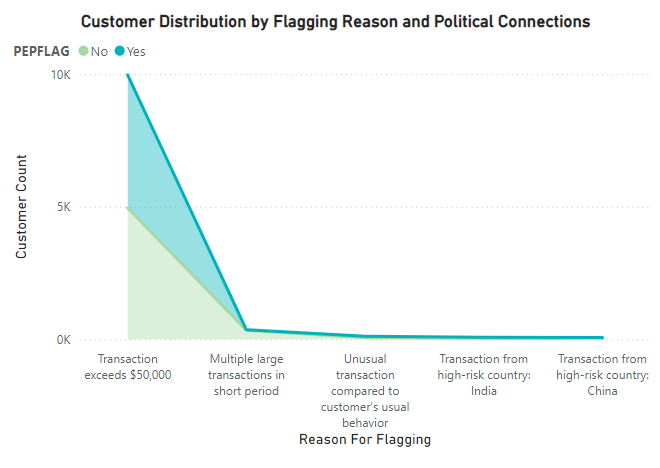 Customer Distribution by Flagging Reason and Political Connections
PEPFLAG No Yes
10K
5K
0K
Customer Count
Transaction
exceeds $50,000
Multiple large
transactions in
short period
Unusual
transaction
compared to
customer's usual
behavior
Transaction from
high-risk country:
India
Transaction from
high-risk country:
China
Reason For Flagging